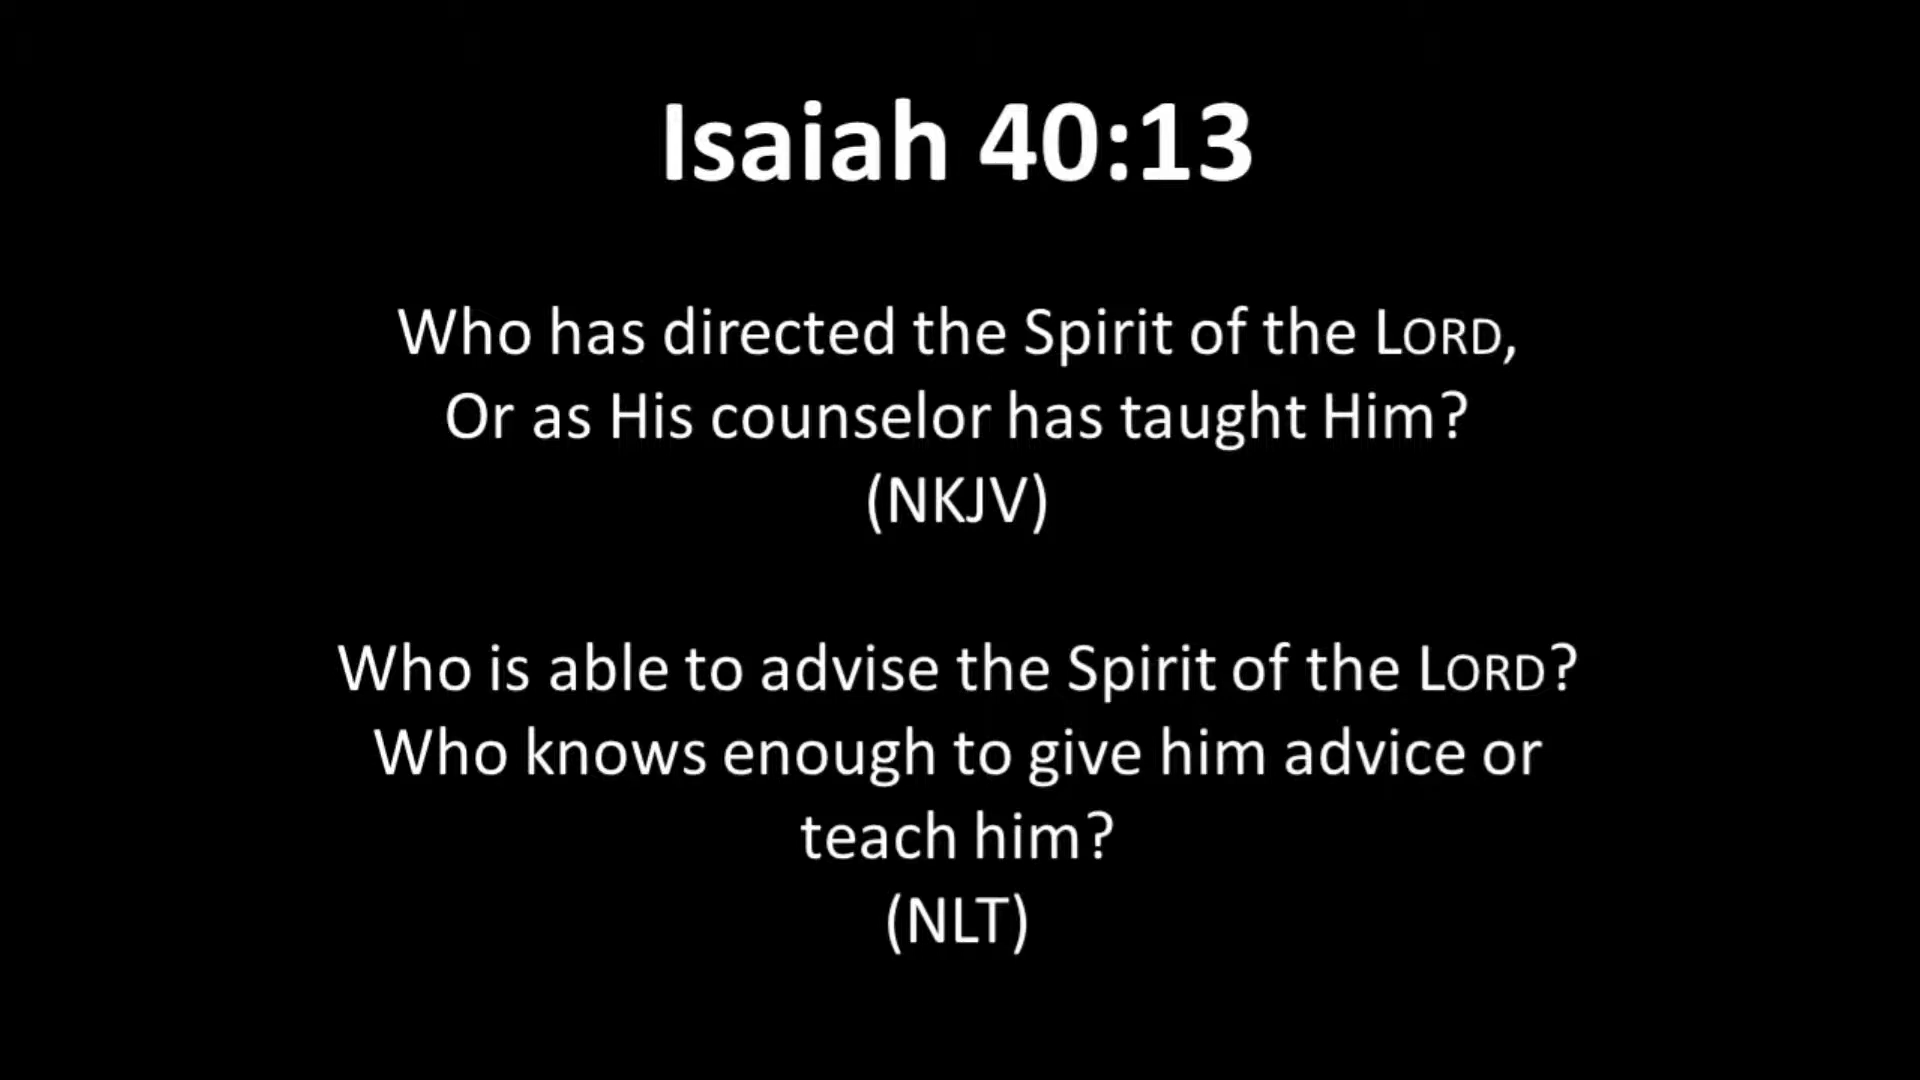 Isaiah 40:13
Who has directed the Spirit of the LORD,
Or as His counselor has taught Him?
(NKJV)
Who is able to advise the Spirit of the LORD?
Who knows enough to give him advice or
teach him?
(NLT)